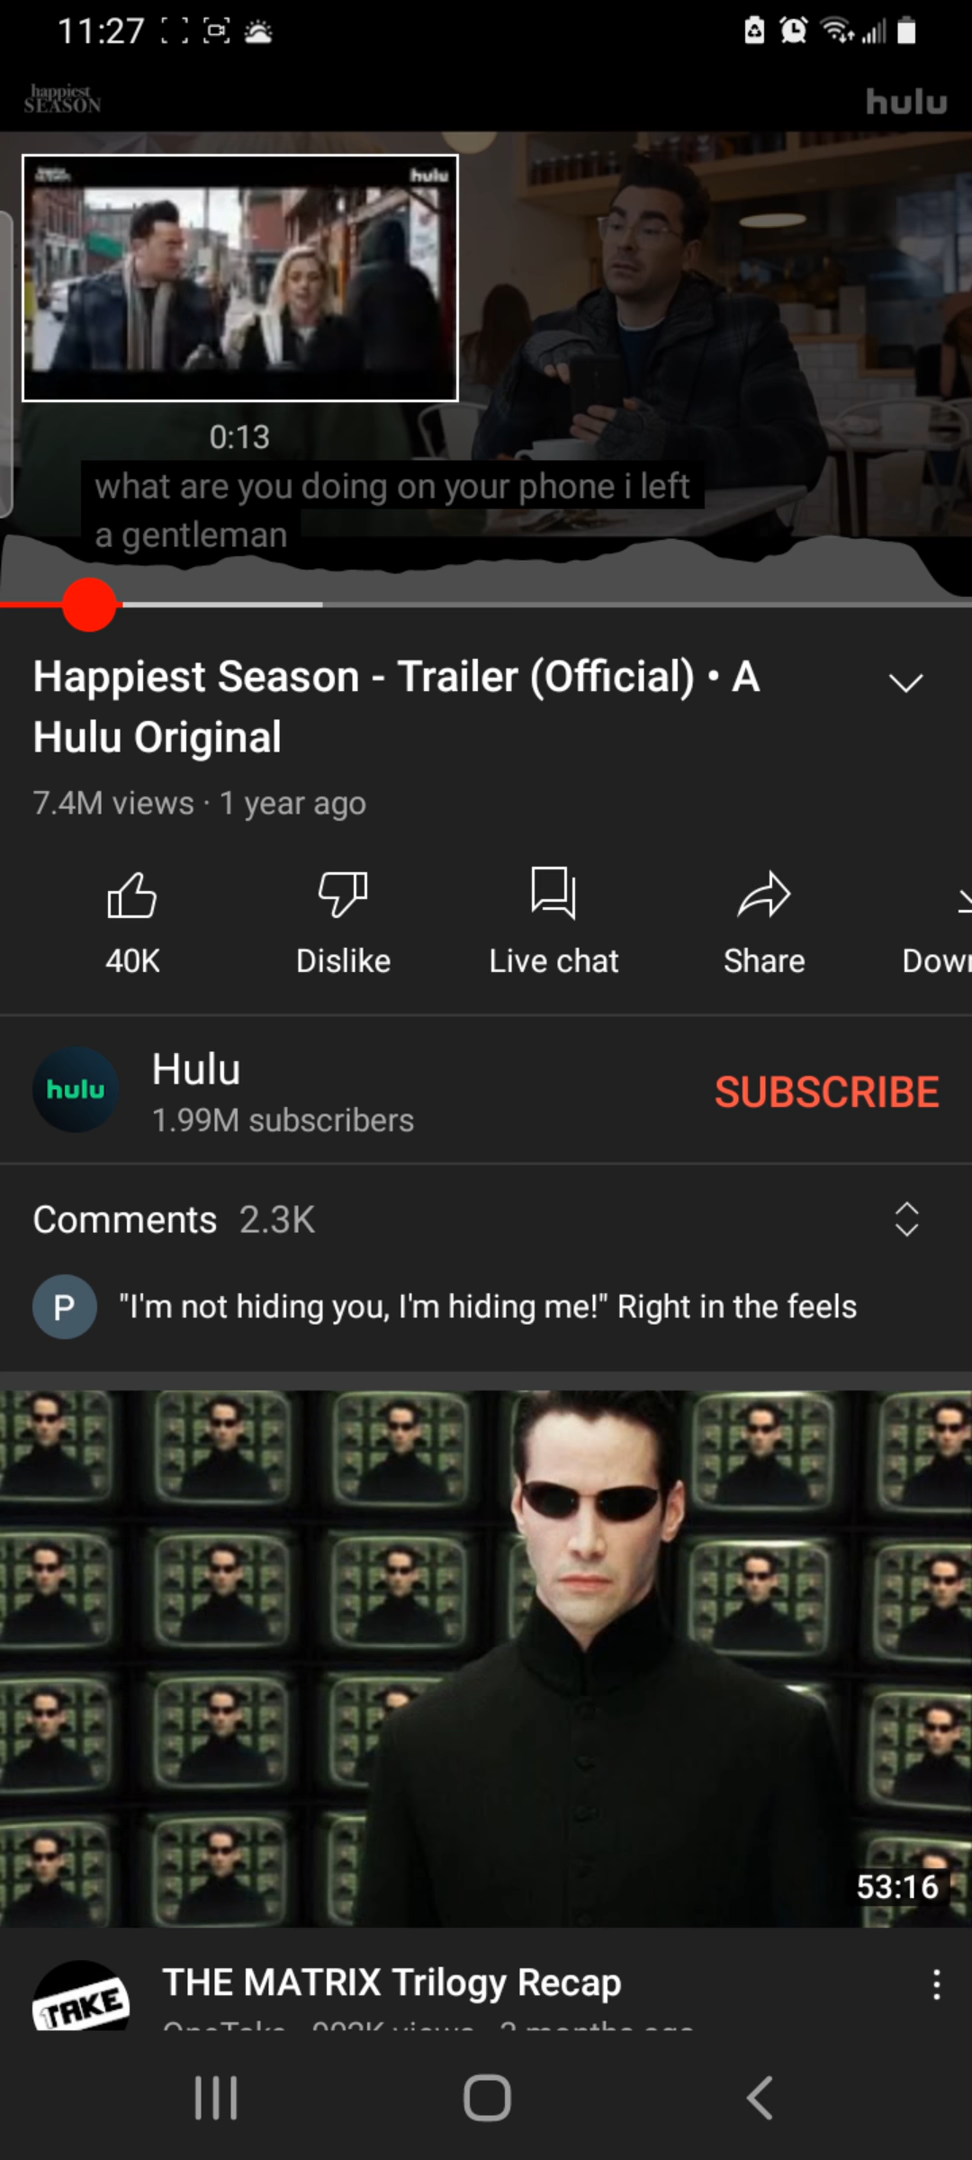 11:27
happiest
SEASON
hulu
hulu
0:13
what are you doing on your phone i left
a gentleman
Happiest Season - Trailer (Official) • A
Hulu Original
7.4M views · 1 year ago
40K
Dislike
Live chat
Share
Down
hulu
Hulu
1.99M subscribers
SUBSCRIBE
Comments 2.3K
P
"I'm not hiding you, I'm hiding me!" Right in the feels
53:16
TAKE
THE MATRIX Trilogy Recap